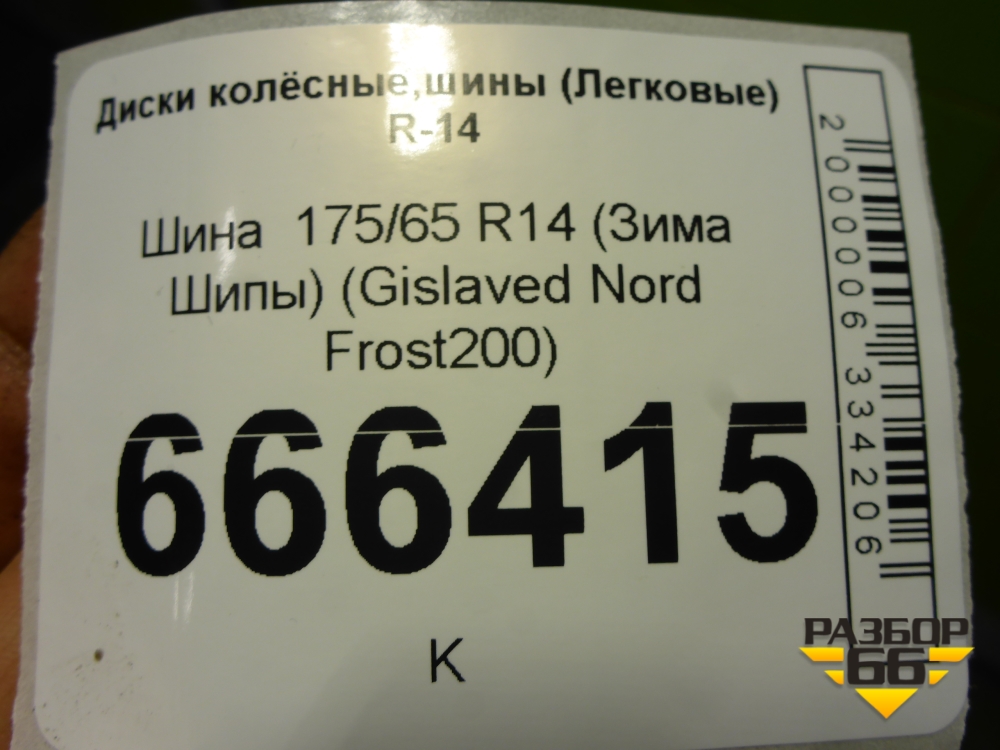 Диски колёсные,шины (Легковые)
R-14
Шина 175/65 R14 (Зима
Шипы) (Gislaved Nord
Frost200)
666415
K
2000006334206
РАЗБОР
66